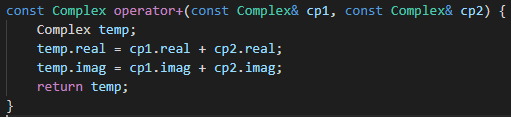 const Complex operator+(const Complex& cp1, const Complex& cp2) {
    Complex temp;
    temp.real = cp1.real + cp2.real;
    temp.imag = cp1.imag + cp2.imag;
    return temp;
}